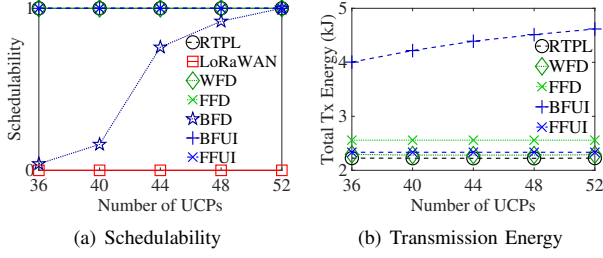 1
0
Schedulability
RTPL
LoRaWAN
WFD
FFD
BFD
BFUI
FFUI
36 40 44 48 52
Number of UCPs
(a) Schedulability
5
4
3
2
Total Tx Energy (kJ)
RTPL
WFD
FFD
BFUI
FFUI
36 40 44 48 52
Number of UCPs
(b) Transmission Energy